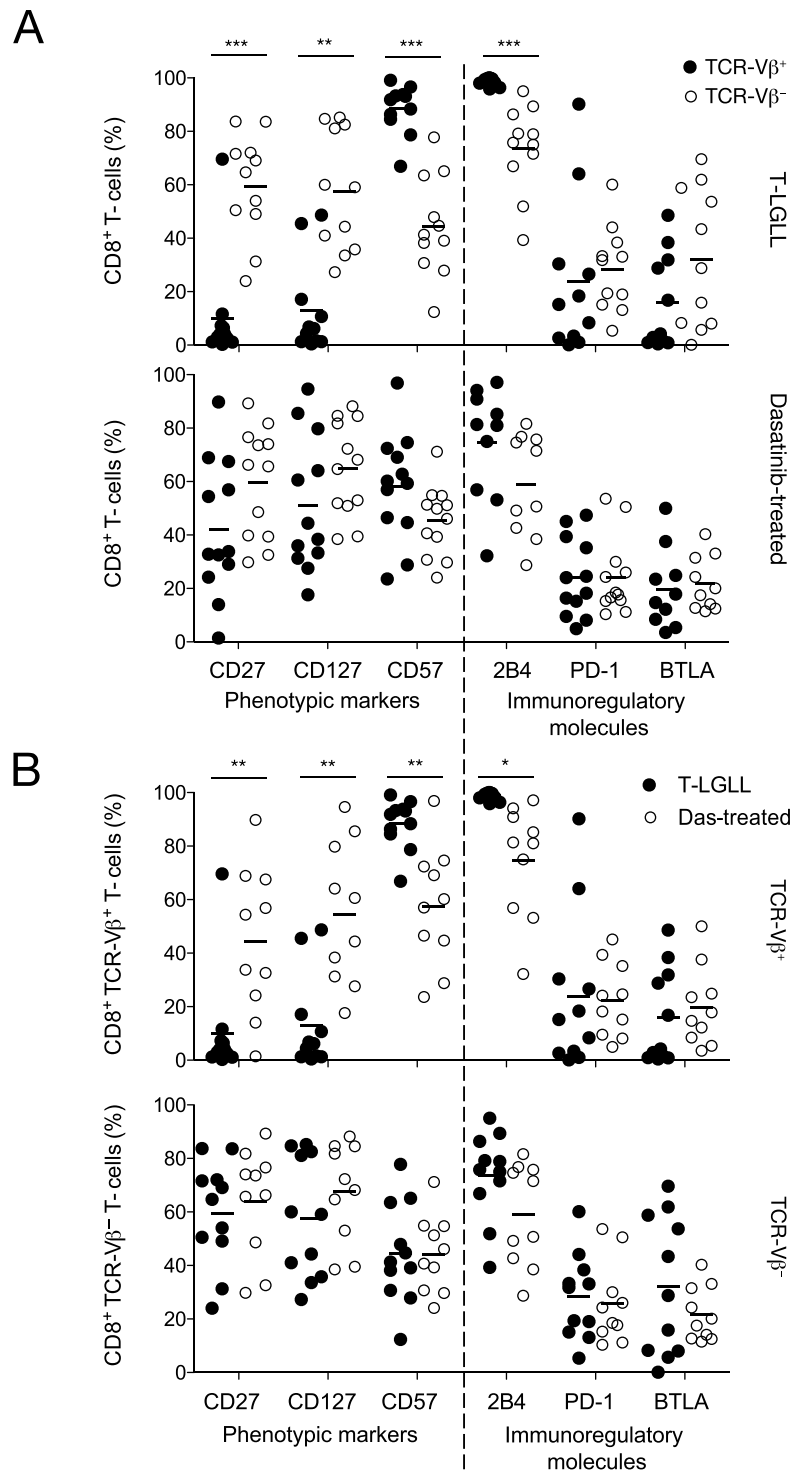 A
*** ** *** ***
TCR-Vβ⁺
TCR-Vβ⁻
CD8⁺ T-cells (%)
100
80
60
40
20
0
T-LGLL
CD8⁺ T-cells (%)
100
80
60
40
20
0
Dasatinib-treated
CD27 CD127 CD57 2B4 PD-1 BTLA
Phenotypic markers Immunoregulatory
molecules
B
** ** ** *
T-LGLL
Das-treated
CD8⁺ TCR-Vβ⁺ T-cells (%)
100
80
60
40
20
0
TCR-Vβ⁺
CD8⁺ TCR-Vβ⁻ T-cells (%)
100
80
60
40
20
0
TCR-Vβ⁻
CD27 CD127 CD57 2B4 PD-1 BTLA
Phenotypic markers Immunoregulatory
molecules